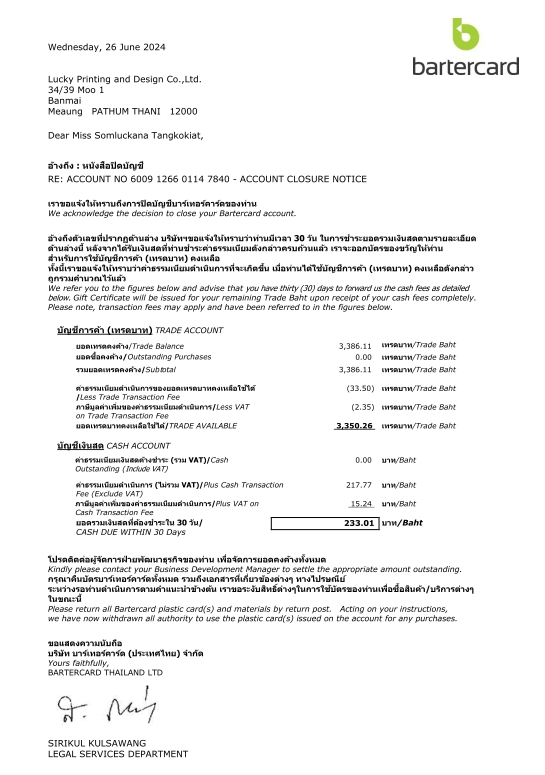 Wednesday, 26 June 2024
bartercard
Lucky Printing and Design Co.,Ltd.
34/39 Moo 1
Banmai
Meaung PATHUM THANI 12000
Dear Miss Somluckana Tangkokiat,
อ้างถึง : หนังสือปิดบัญชี
RE: ACCOUNT NO 6009 1266 0114 7840 - ACCOUNT CLOSURE NOTICE
เราขอแจ้งให้ทราบถึงการปิดบัญชีบาร์เทอร์คาร์ดของท่าน
We acknowledge the decision to close your Bartercard account.
อ้างถึงตัวเลขที่ปรากฏด้านล่าง บริษัทฯขอแจ้งให้ทราบว่าท่านมีเวลา 30 วัน ในการชำระยอดรวมเงินสดตามรายละเอียด
ด้านล่างนี้ หลังจากได้รับเงินสดที่ท่านชำระค่าธรรมเนียมดังกล่าวครบถ้วนแล้ว เราจะออกบัตรของขวัญให้ท่าน
สำหรับการใช้บัญชีการค้า (เทรดบาท) คงเหลือ
ทั้งนี้เราขอแจ้งให้ทราบว่าค่าธรรมเนียมดำเนินการที่จะเกิดขึ้น เมื่อท่านได้ใช้บัญชีการค้า (เทรดบาท) คงเหลือดังกล่าว
ถูกรวมคำนวณไว้แล้ว
We refer you to the figures below and advise that you have thirty (30) days to forward us the cash fees as detailed
below. Gift Certificate will be issued for your remaining Trade Baht upon receipt of your cash fees completely.
Please note, transaction fees may apply and have been referred to in the figures below.
บัญชีการค้า (เทรดบาท) TRADE ACCOUNT
ยอดเทรดคงค้าง/Trade Balance 3,386.11 เทรดบาท/Trade Baht
ยอดซื้อคงค้าง/Outstanding Purchases 0.00 เทรดบาท/Trade Baht
รวมยอดคงค้าง/Subtotal 3,386.11 เทรดบาท/Trade Baht
ค่าธรรมเนียมดำเนินการของยอดเทรดบาทคงเหลือใช้ได้ (33.50) เทรดบาท/Trade Baht
/Less Trade Transaction Fee
ภาษีมูลค่าเพิ่มของค่าธรรมเนียมดำเนินการ/Less VAT (2.35) เทรดบาท/Trade Baht
on Trade Transaction Fee
ยอดเทรดบาทคงเหลือใช้ได้/TRADE AVAILABLE 3,350.26 เทรดบาท/Trade Baht
บัญชีเงินสด CASH ACCOUNT
ค่าธรรมเนียมเงินสดค้างชำระ (รวม VAT)/Cash 0.00 บาท/Baht
Outstanding (Include VAT)
ค่าธรรมเนียมดำเนินการ (ไม่รวม VAT)/Plus Cash Transaction 217.77 บาท/Baht
Fee (Exclude VAT)
ภาษีมูลค่าเพิ่มของค่าธรรมเนียมดำเนินการ/Plus VAT on 15.24 บาท/Baht
Cash Transaction Fee
ยอดรวมเงินสดที่ต้องชำระใน 30 วัน/ 233.01 บาท/Baht
CASH DUE WITHIN 30 Days
โปรดติดต่อผู้จัดการฝ่ายพัฒนาธุรกิจของท่าน เพื่อจัดการยอดคงค้างทั้งหมด
Kindly please contact your Business Development Manager to settle the appropriate amount outstanding.
กรุณาคืนบัตรบาร์เทอร์คาร์ดทั้งหมด รวมถึงเอกสารที่เกี่ยวข้องต่างๆ ทางไปรษณีย์
ระหว่างรอท่านดำเนินการตามคำแนะนำข้างต้น เราขอระงับสิทธิ์ต่างๆในการใช้บัตรของท่านเพื่อซื้อสินค้า/บริการต่างๆ
ในขณะนี้
Please return all Bartercard plastic card(s) and materials by return post. Acting on your instructions,
we have now withdrawn all authority to use the plastic card(s) issued on the account for any purchases.
ขอแสดงความนับถือ
บริษัท บาร์เทอร์คาร์ด (ประเทศไทย) จำกัด
Yours faithfully,
BARTERCARD THAILAND LTD
SIRIKUL KULSAWANG
LEGAL SERVICES DEPARTMENT